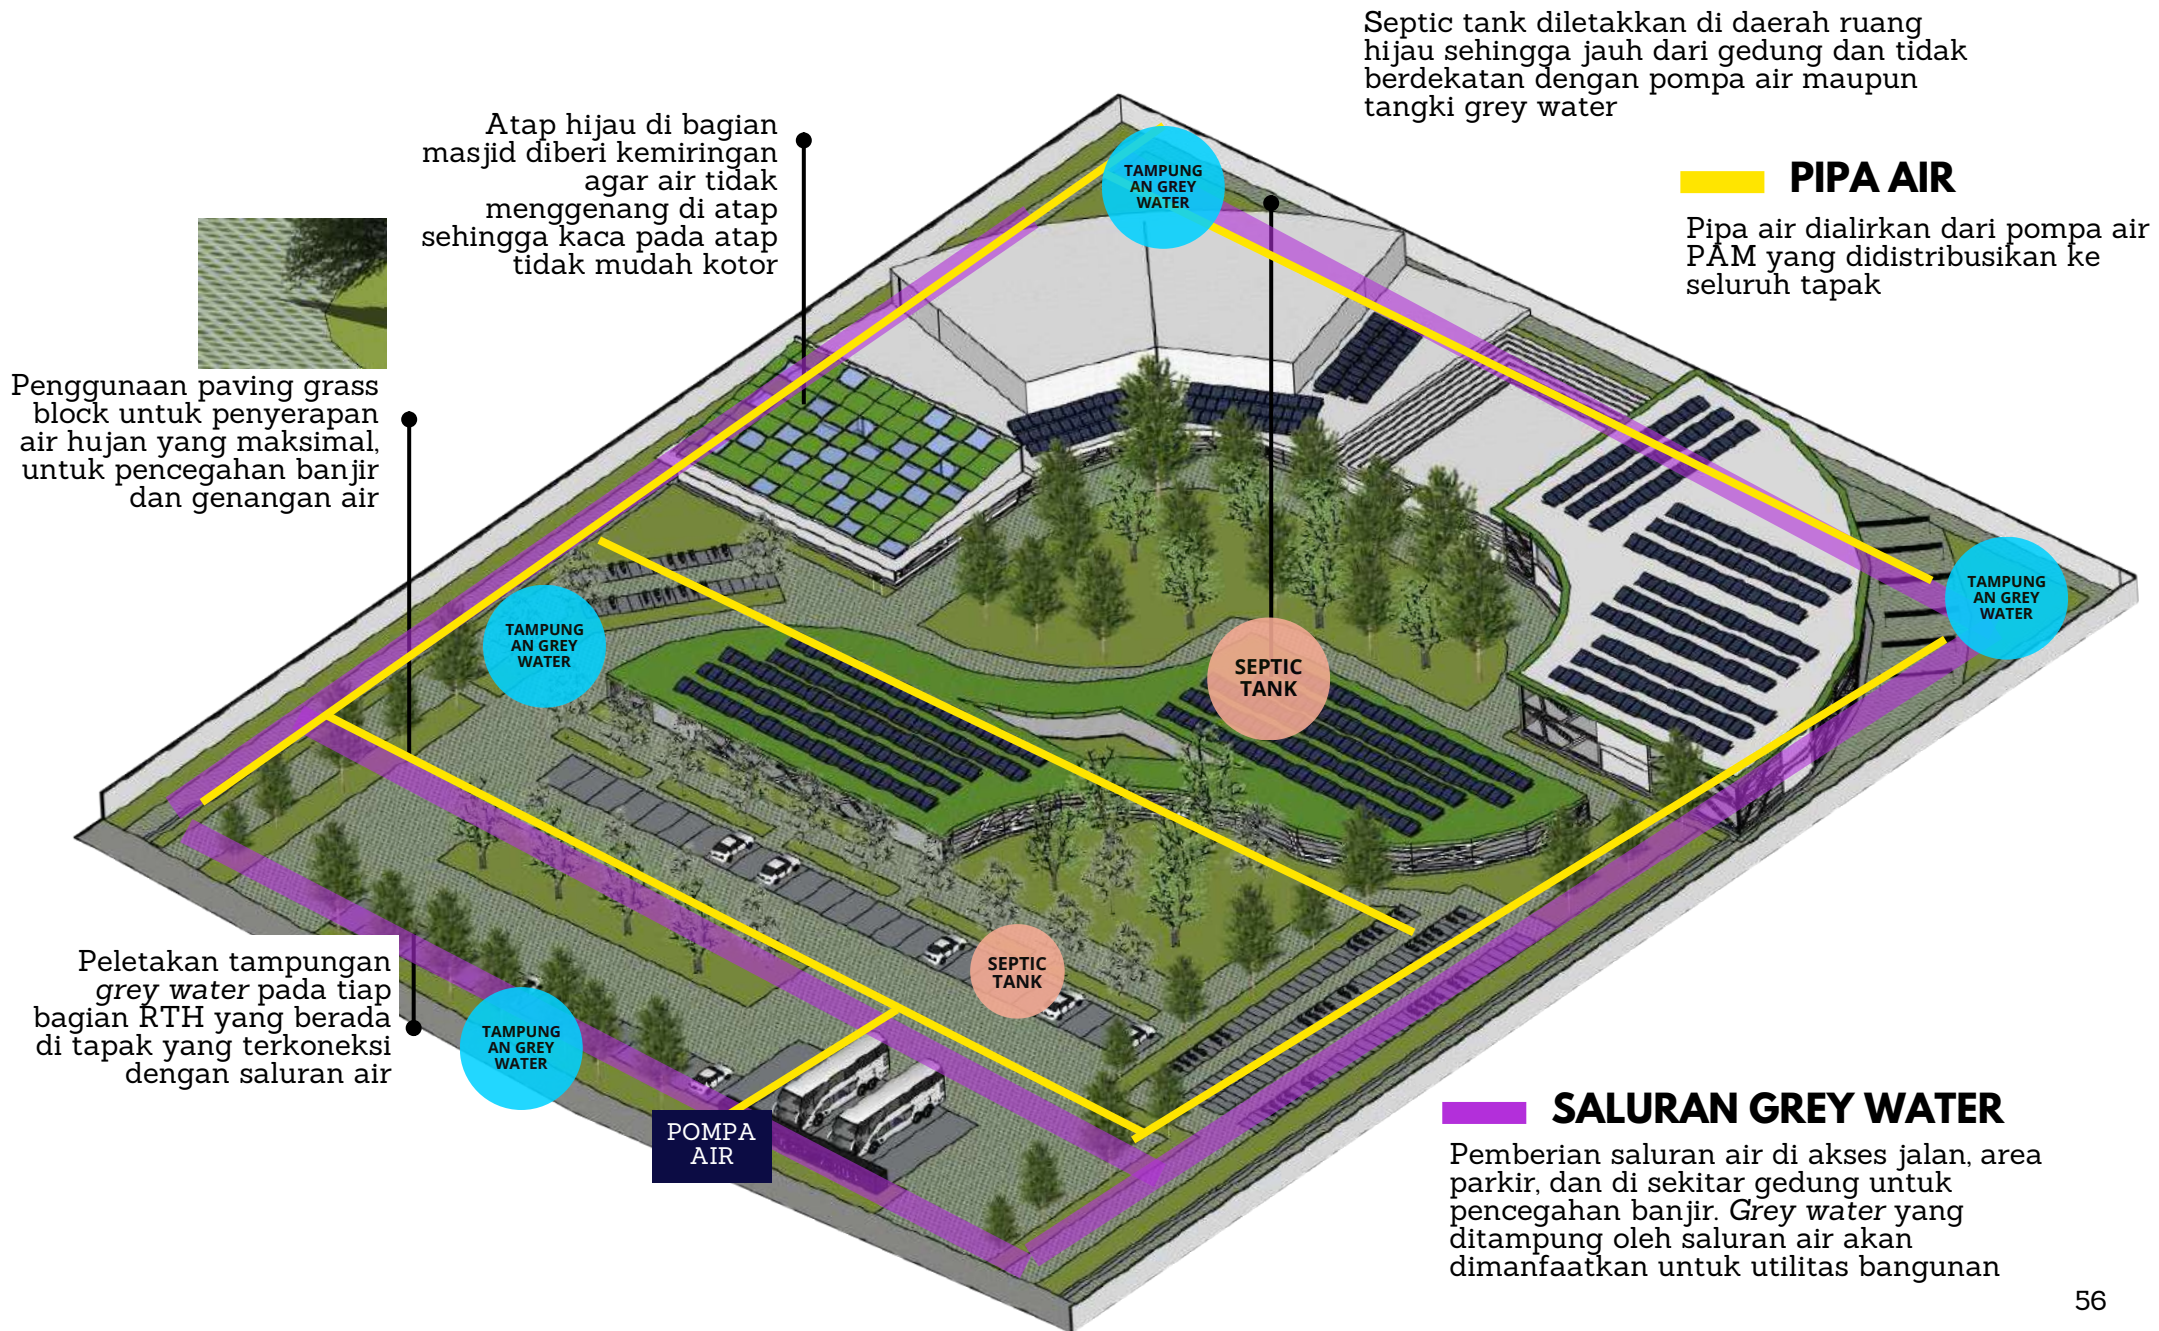 Septic tank diletakkan di daerah ruang
hijau sehingga jauh dari gedung dan tidak
berdekatan dengan pompa air maupun
tangki grey water
Atap hijau di bagian
masjid diberi kemiringan
agar air tidak
menggenang di atap
sehingga kaca pada atap
tidak mudah kotor
PIPA AIR
Pipa air dialirkan dari pompa air
PAM yang didistribusikan ke
seluruh tapak
Penggunaan paving grass
block untuk penyerapan
air hujan yang maksimal,
untuk pencegahan banjir
dan genangan air
TAMPUNG
AN GREY
WATER
TAMPUNG
AN GREY
WATER
TAMPUNG
AN GREY
WATER
SEPTIC
TANK
SEPTIC
TANK
Peletakan tampungan
grey water pada tiap
bagian RTH yang berada
di tapak yang terkoneksi
dengan saluran air
TAMPUNG
AN GREY
WATER
POMPA
AIR
SALURAN GREY WATER
Pemberian saluran air di akses jalan, area
parkir, dan di sekitar gedung untuk
pencegahan banjir. Grey water yang
ditampung oleh saluran air akan
dimanfaatkan untuk utilitas bangunan
56